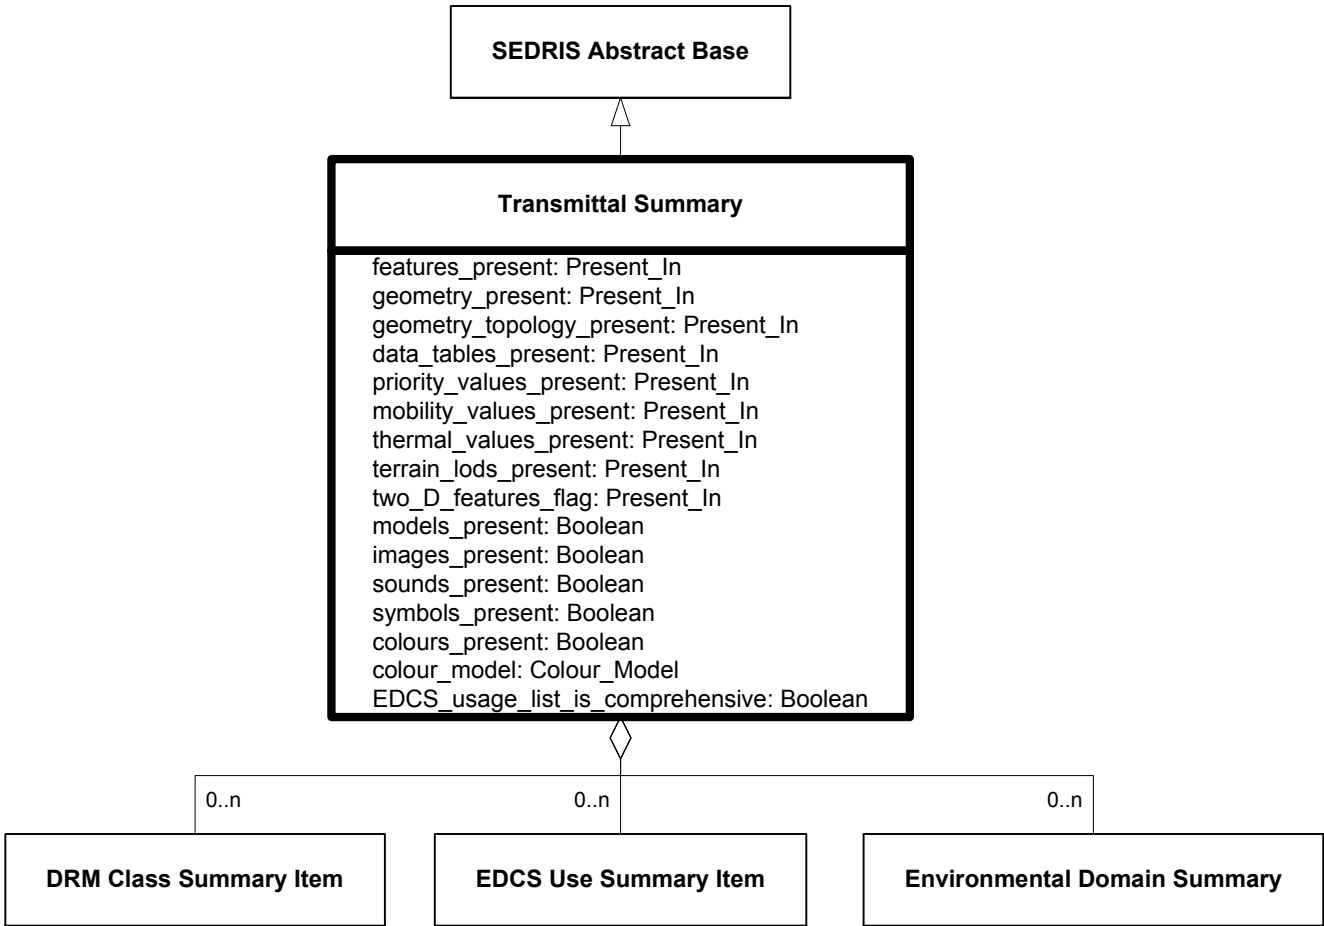 SEDRIS Abstract Base
Transmittal Summary
features_present: Present_In
geometry_present: Present_In
geometry_topology_present: Present_In
data_tables_present: Present_In
priority_values_present: Present_In
mobility_values_present: Present_In
thermal_values_present: Present_In
terrain_lods_present: Present_In
two_D_features_flag: Present_In
models_present: Boolean
images_present: Boolean
sounds_present: Boolean
symbols_present: Boolean
colours_present: Boolean
colour_model: Colour_Model
EDCS_usage_list_is_comprehensive: Boolean
0..n
0..n
0..n
DRM Class Summary Item
EDCS Use Summary Item
Environmental Domain Summary